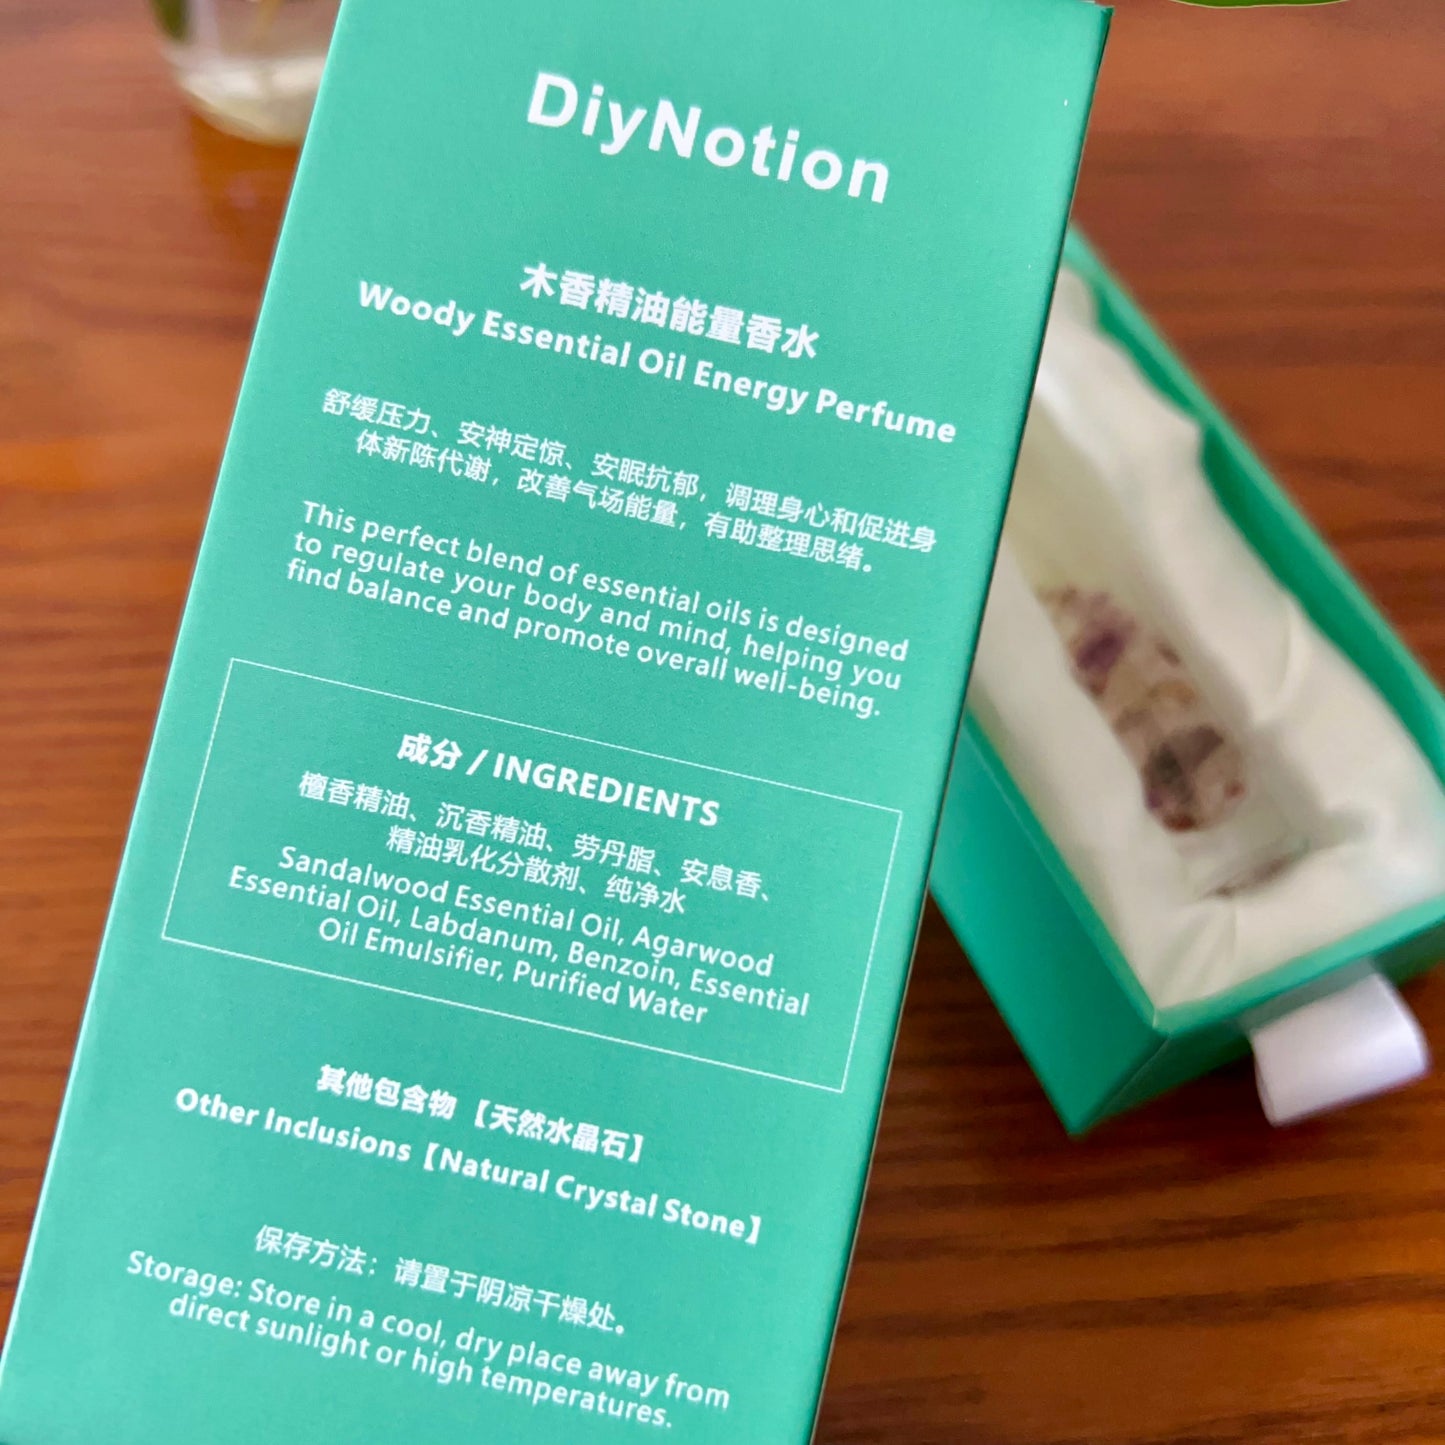 DiyNotion
木香精油能量香水
Woody Essential Oil Energy Perfume
舒缓压力、安神定惊、安眠抗郁，调理身心和促进身
体新陈代谢，改善气场能量，有助整理思绪。
This perfect blend of essential oils is designed
to regulate your body and mind, helping you
find balance and promote overall well-being.
成分 / INGREDIENTS
檀香精油、沉香精油、劳丹脂、安息香、
精油乳化分散剂、纯净水
Sandalwood Essential Oil, Agarwood
Essential Oil, Labdanum, Benzoin, Essential
Oil Emulsifier, Purified Water
其他包含物【天然水晶石】
Other Inclusions【Natural Crystal Stone】
保存方法：请置于阴凉干燥处。
Storage: Store in a cool, dry place away from
direct sunlight or high temperatures.